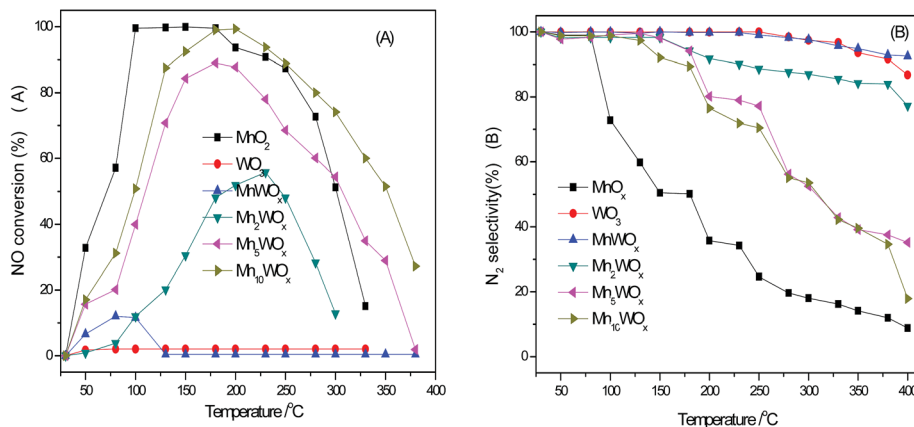 (A)
NO conversion (%) ( A)
100
80
60
40
20
0
MnO2
WO3
MnWOx
Mn2WOx
Mn5WOx
Mn10WOx
50 100 150 200 250 300 350 400
Temperature /°C
(B)
N2 selectivity(%) (B)
100
80
60
40
20
0
MnOx
WO3
MnWOx
Mn2WOx
Mn5WOx
Mn10WOx
50 100 150 200 250 300 350 400
Temperature /°C